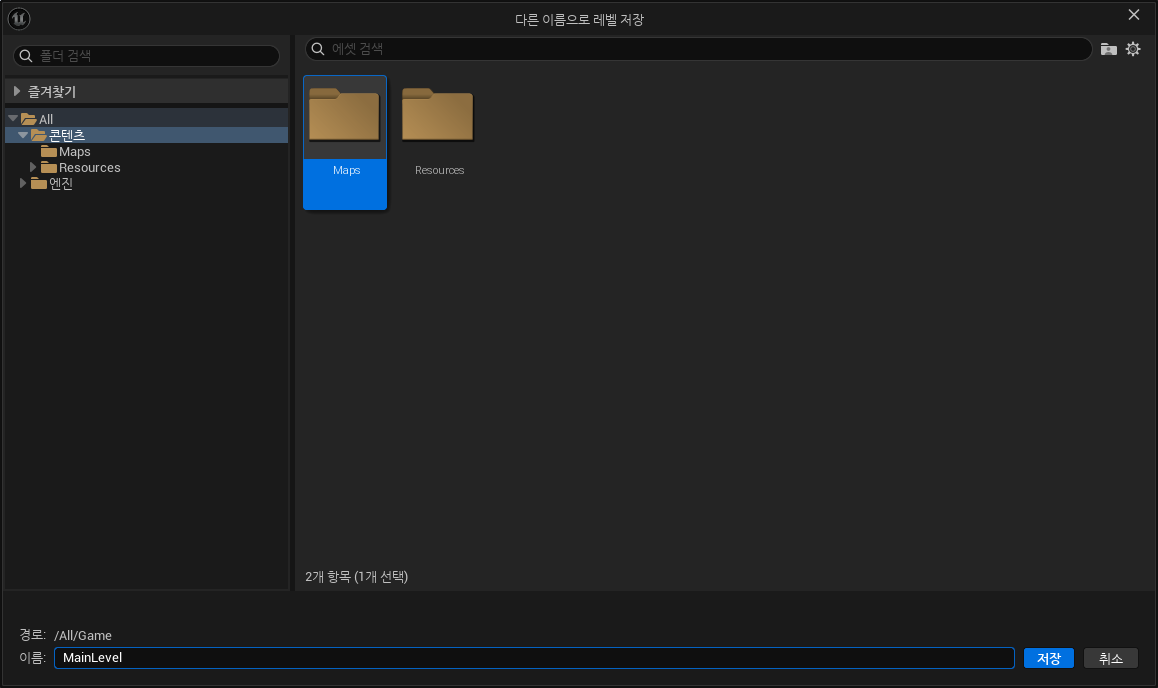 다른 이름으로 레벨 저장
폴더 검색
에셋 검색
즐겨찾기
All
콘텐츠
Maps
Resources
엔진
Maps
Resources
2개 항목 (1개 선택)
경로: /All/Game
이름: MainLevel
저장
취소